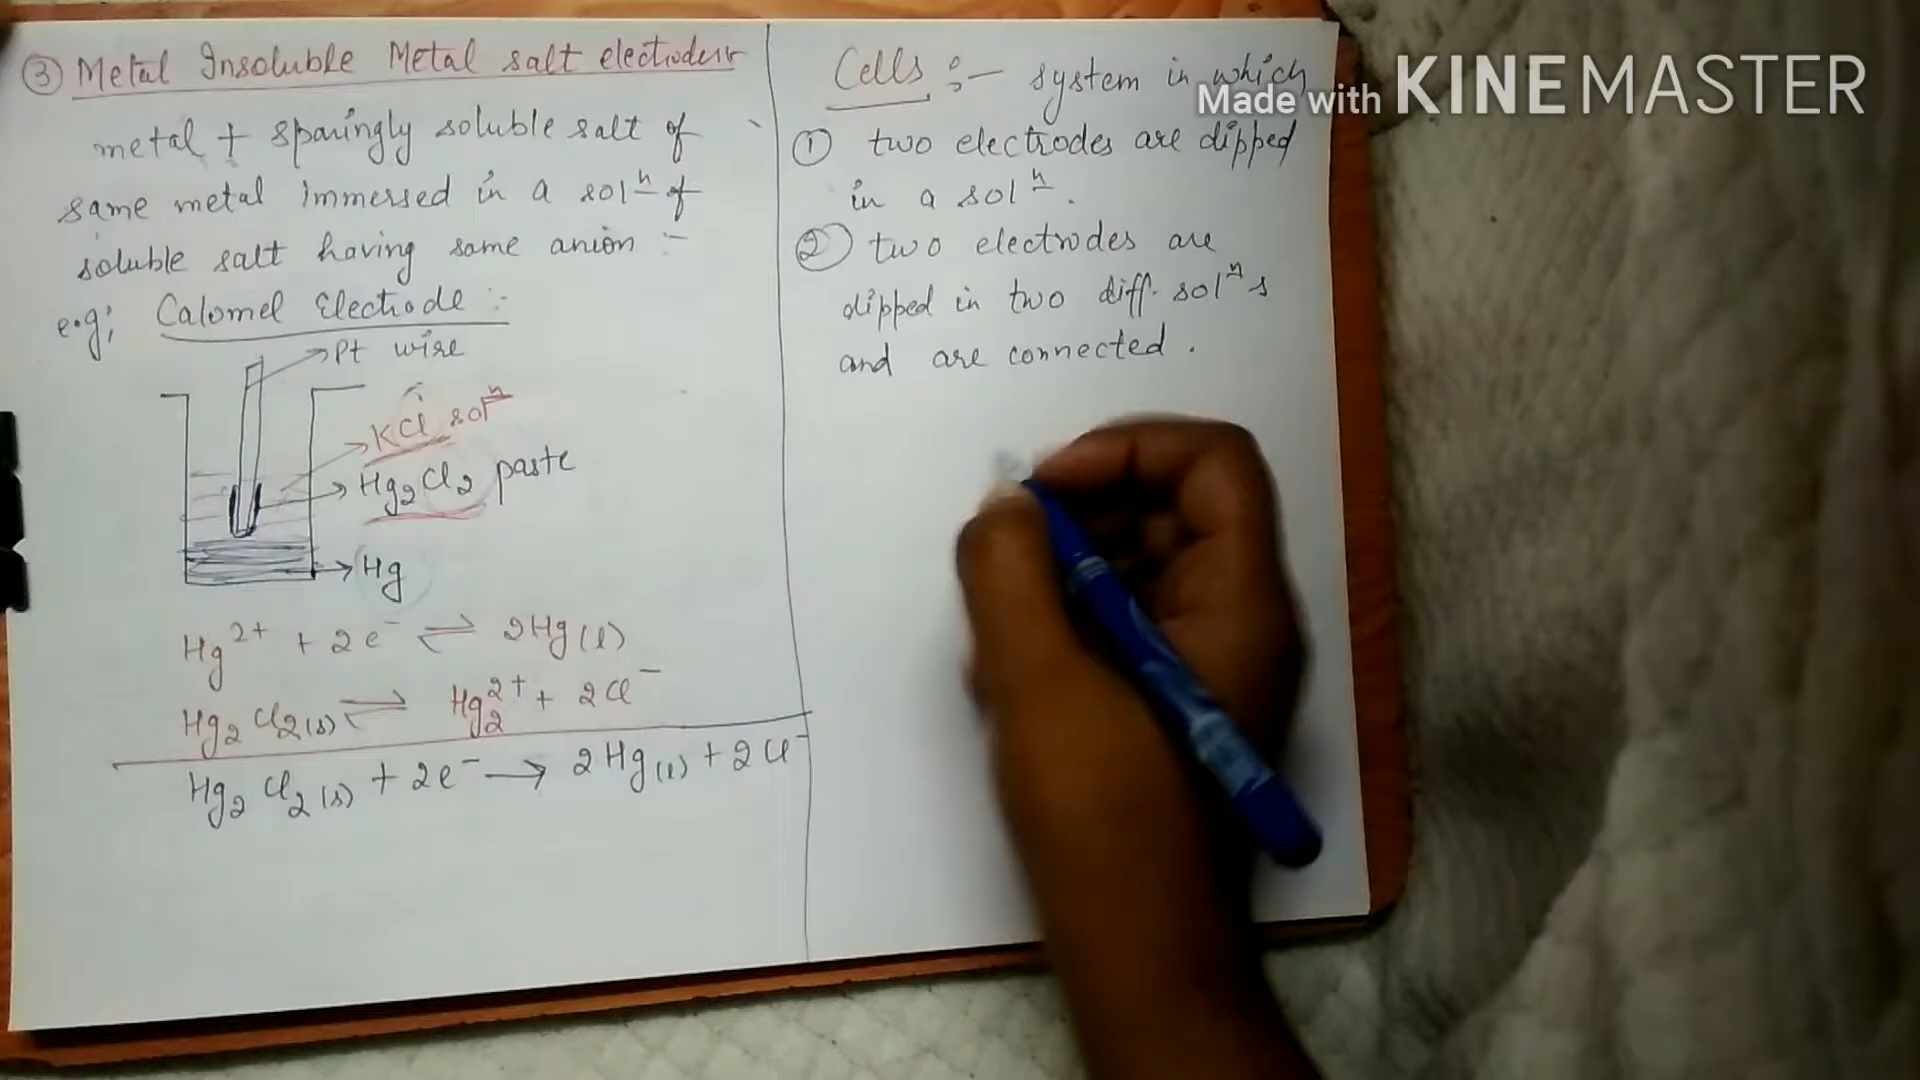 ③ Metal Insoluble Metal salt electrodes
metal + sparingly soluble salt of
same metal immersed in a solⁿ of
soluble salt having same anion :-
e.g; Calomel Electrode :-
Pt wire
KCl solⁿ
Hg₂Cl₂ paste
Hg
Hg²⁺ + 2e⁻ ⇌ 2Hg(l)
Hg₂Cl₂(s) ⇌ Hg₂²⁺ + 2Cl⁻
Hg₂Cl₂(s) + 2e⁻ → 2Hg(l) + 2Cl⁻
Cells :- system in which
① two electrodes are dipped
in a solⁿ.
② two electrodes are
dipped in two diff. solⁿs
and are connected.
Made with KINEMASTER